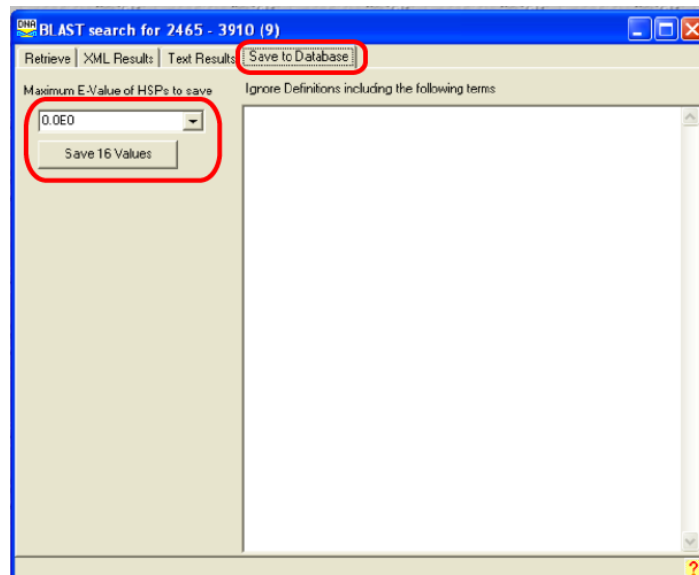 DNA BLAST search for 2465 - 3910 (9)
Retrieve XML Results Text Results Save to Database
Maximum E-Value of HSPs to save
Ignore Definitions including the following terms
0.0E0
Save 16 Values
?